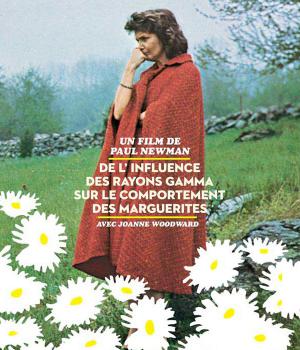 UN FILM DE
PAUL NEWMAN
DE L'INFLUENCE
DES RAYONS GAMMA
SUR LE COMPORTEMENT
DES MARGUERITES
AVEC JOANNE WOODWARD